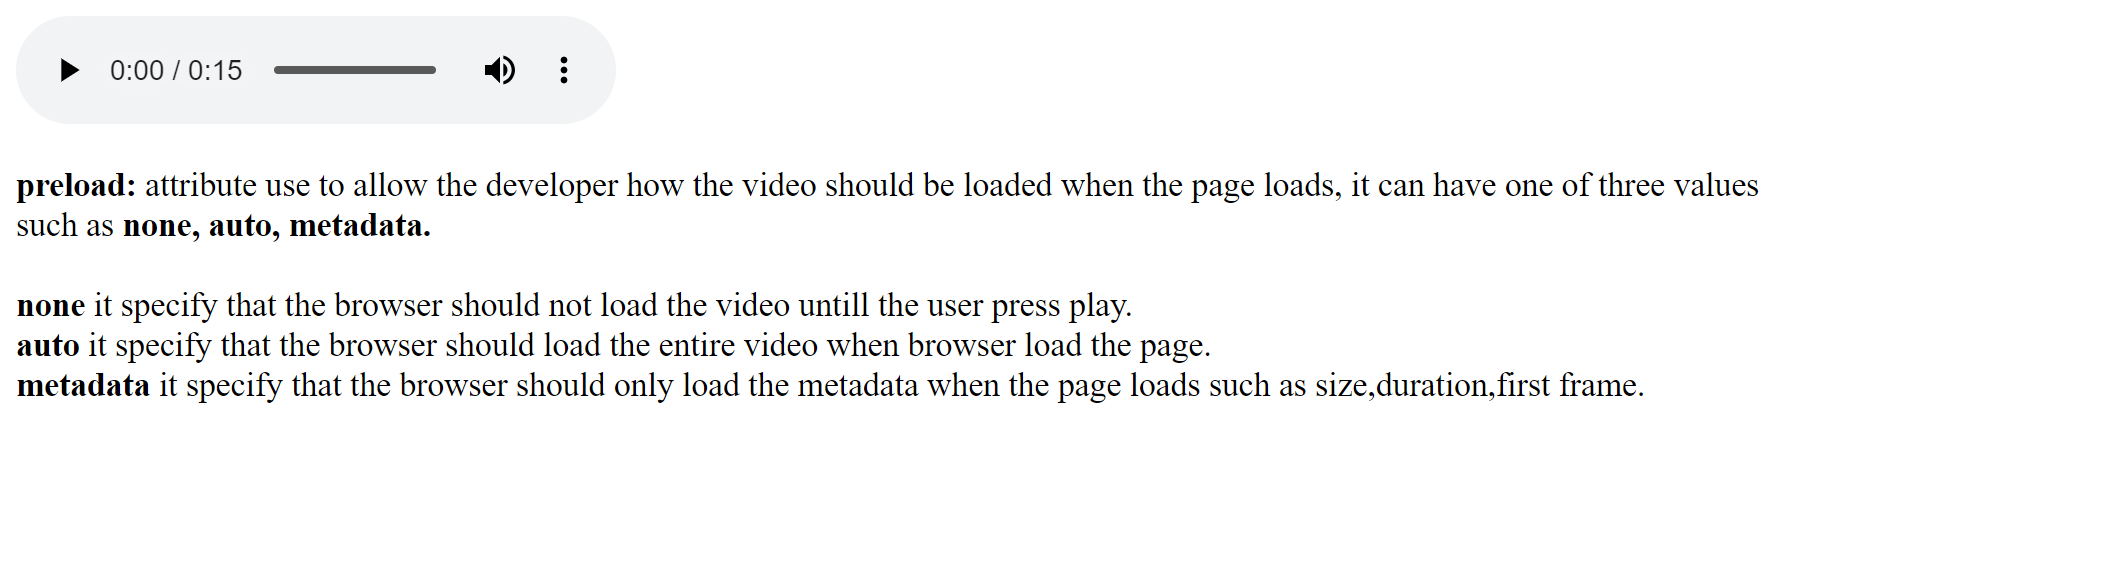 0:00 / 0:15
preload: attribute use to allow the developer how the video should be loaded when the page loads, it can have one of three values
such as none, auto, metadata.
none it specify that the browser should not load the video untill the user press play.
auto it specify that the browser should load the entire video when browser load the page.
metadata it specify that the browser should only load the metadata when the page loads such as size,duration,first frame.